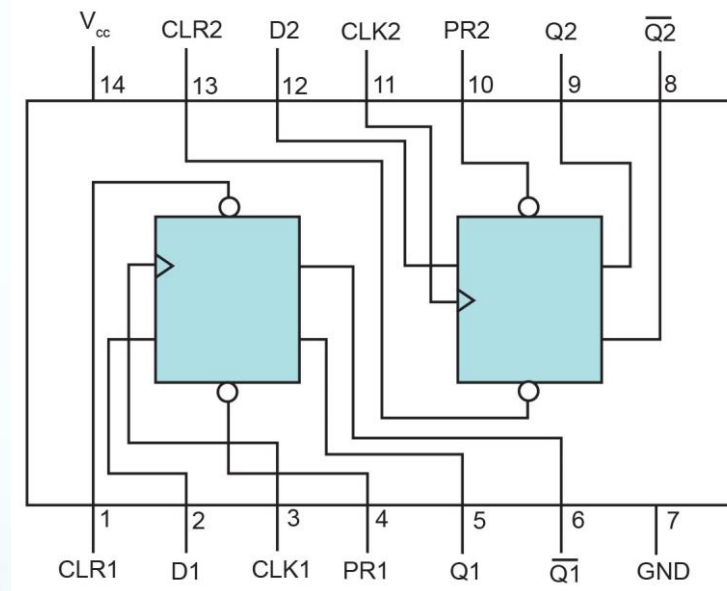 Vcc CLR2 D2 CLK2 PR2 Q2 Q̅2̅
14 13 12 11 10 9 8
1 2 3 4 5 6 7
CLR1 D1 CLK1 PR1 Q1 Q̅1̅ GND